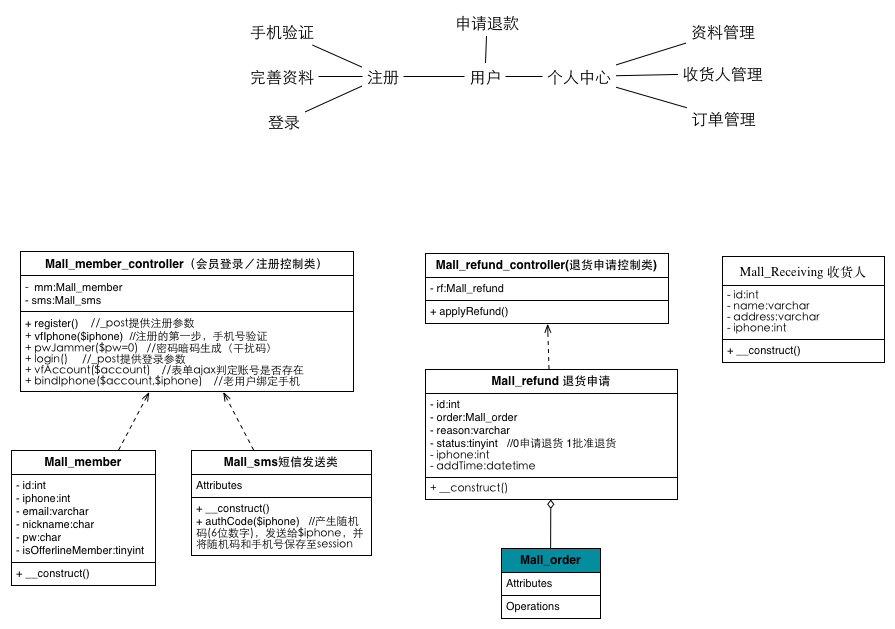 申请退款
手机验证
资料管理
完善资料
注册
用户
个人中心
收货人管理
登录
订单管理
Mall_member_controller（会员登录／注册控制类）
- mm:Mall_member
- sms:Mall_sms
+ register() //_post提供注册参数
+ vfIphone($iphone) //注册的第一步，手机号验证
+ pwJammer($pw=0) //密码暗码生成（干扰码）
+ login() //_post提供登录参数
+ vfAccount($account) //表单ajax判定账号是否存在
+ bindIphone($account,$iphone) //老用户绑定手机
Mall_refund_controller(退货申请控制类)
- rf:Mall_refund
+ applyRefund()
Mall_Receiving 收货人
- id:int
- name:varchar
- address:varchar
- iphone:int
+ __construct()
Mall_refund 退货申请
- id:int
- order:Mall_order
- reason:varchar
- status:tinyint //0申请退货 1批准退货
- iphone:int
- addTime:datetime
+ __construct()
Mall_member
- id:int
- iphone:int
- email:varchar
- nickname:char
- pw:char
- isOfferlineMember:tinyint
+ __construct()
Mall_sms短信发送类
Attributes
+ __construct()
+ authCode($iphone) //产生随机
码(6位数字)，发送给$iphone，并
将随机码和手机号保存至session
Mall_order
Attributes
Operations